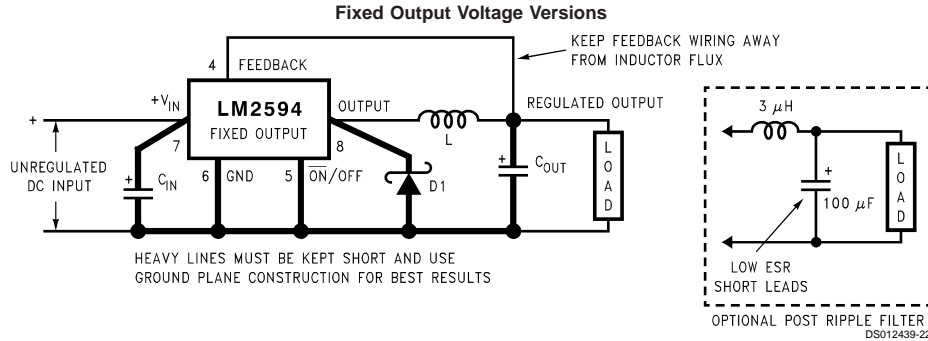 Fixed Output Voltage Versions
KEEP FEEDBACK WIRING AWAY
FROM INDUCTOR FLUX
4 FEEDBACK
+V_IN
LM2594
FIXED OUTPUT
OUTPUT
REGULATED OUTPUT
3 μH
+
7
8
L
UNREGULATED
DC INPUT
+
C_IN
6 GND
5 ON/OFF
D1
+
C_OUT
LOAD
+
100 μF
LOAD
HEAVY LINES MUST BE KEPT SHORT AND USE
GROUND PLANE CONSTRUCTION FOR BEST RESULTS
LOW ESR
SHORT LEADS
OPTIONAL POST RIPPLE FILTER
DS012439-22